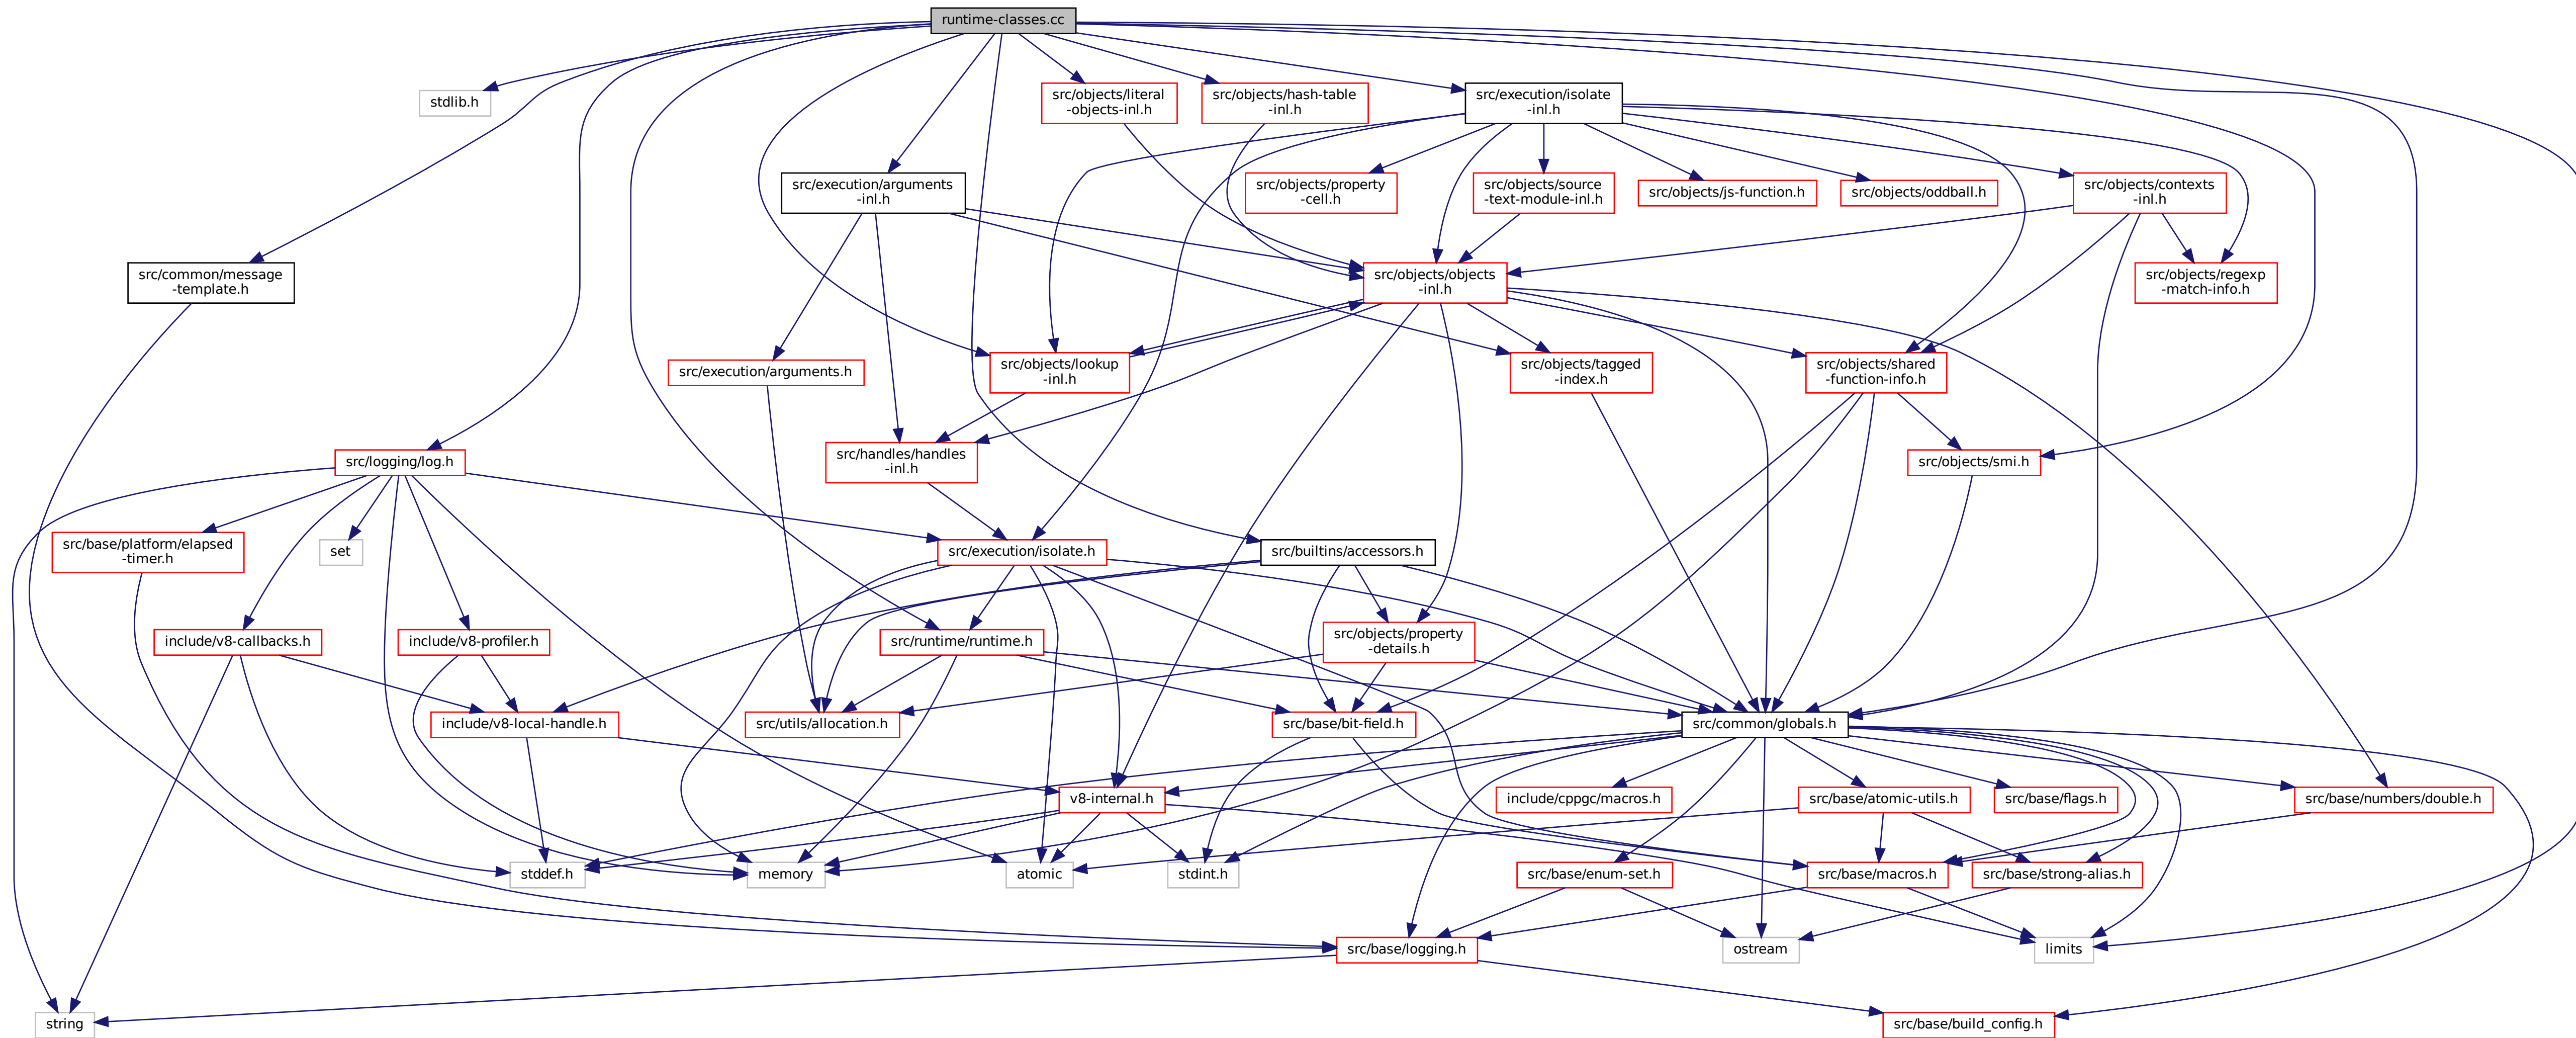 runtime-classes.cc
stdlib.h
src/objects/literal
-objects-inl.h
src/objects/hash-table
-inl.h
src/execution/isolate
-inl.h
src/execution/arguments
-inl.h
src/objects/property
-cell.h
src/objects/source
-text-module-inl.h
src/objects/js-function.h
src/objects/oddball.h
src/objects/contexts
-inl.h
src/common/message
-template.h
src/objects/objects
-inl.h
src/objects/regexp
-match-info.h
src/execution/arguments.h
src/objects/lookup
-inl.h
src/objects/tagged
-index.h
src/objects/shared
-function-info.h
src/logging/log.h
src/handles/handles
-inl.h
src/objects/smi.h
src/base/platform/elapsed
-timer.h
set
src/execution/isolate.h
src/builtins/accessors.h
include/v8-callbacks.h
include/v8-profiler.h
src/runtime/runtime.h
src/objects/property
-details.h
include/v8-local-handle.h
src/utils/allocation.h
src/base/bit-field.h
src/common/globals.h
v8-internal.h
include/cppgc/macros.h
src/base/atomic-utils.h
src/base/flags.h
src/base/numbers/double.h
stddef.h
memory
atomic
stdint.h
src/base/enum-set.h
src/base/macros.h
src/base/strong-alias.h
src/base/logging.h
ostream
limits
string
src/base/build_config.h